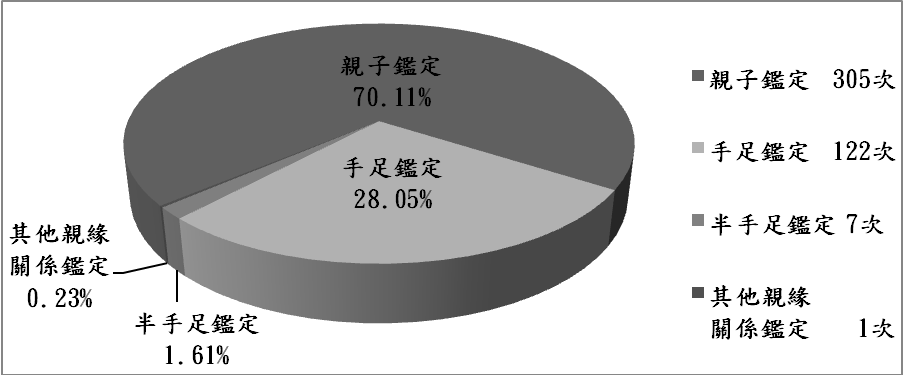 親子鑑定
70.11%
手足鑑定
28.05%
其他親緣
關係鑑定
0.23%
半手足鑑定
1.61%
親子鑑定 305次
手足鑑定 122次
半手足鑑定 7次
其他親緣
關係鑑定 1次